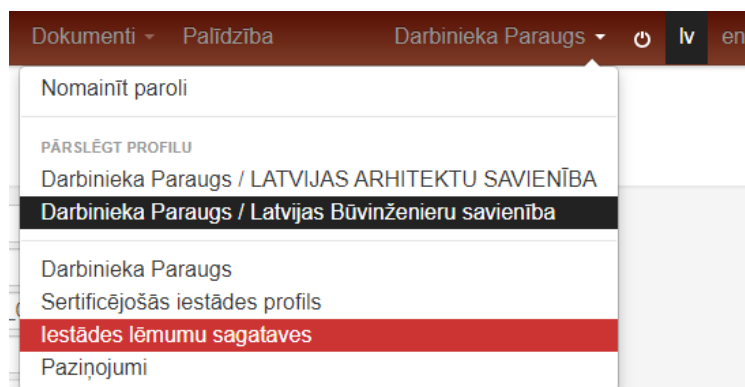 Dokumenti Palīdzība Darbinieka Paraugs lv en
Nomainīt paroli
PĀRSLĒGT PROFILU
Darbinieka Paraugs / LATVIJAS ARHITEKTU SAVIENĪBA
Darbinieka Paraugs / Latvijas Būvinženieru savienība
Darbinieka Paraugs
Sertificējošās iestādes profils
Iestādes lēmumu sagataves
Paziņojumi